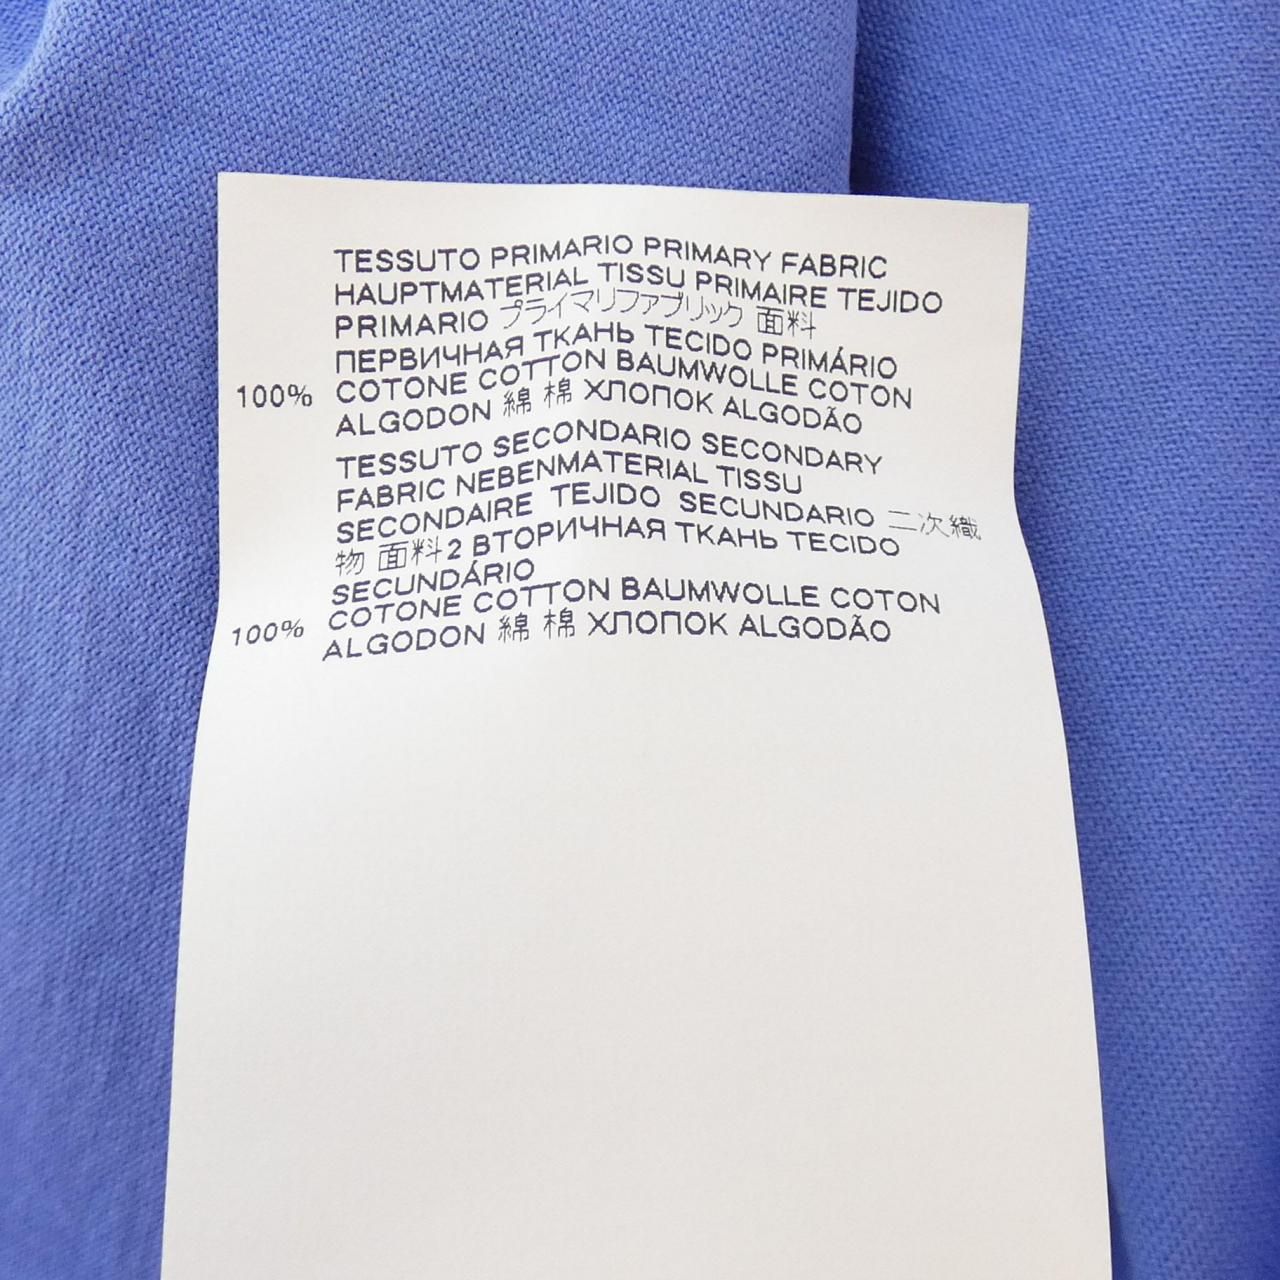 TESSUTO PRIMARIO PRIMARY FABRIC
HAUPTMATERIAL TISSU PRIMAIRE TEJIDO
PRIMARIO プライマリファブリック 面料
ПЕРВИЧНАЯ ТКАНЬ TECIDO PRIMÁRIO
100% COTONE COTTON BAUMWOLLE COTON
ALGODON 綿 棉 ХЛОПОК ALGODÃO
TESSUTO SECONDARIO SECONDARY
FABRIC NEBENMATERIAL TISSU
SECONDAIRE TEJIDO SECUNDARIO 二次織
物 面料2 ВТОРИЧНАЯ ТКАНЬ TECIDO
SECUNDÁRIO
100% COTONE COTTON BAUMWOLLE COTON
ALGODON 綿 棉 ХЛОПОК ALGODÃO